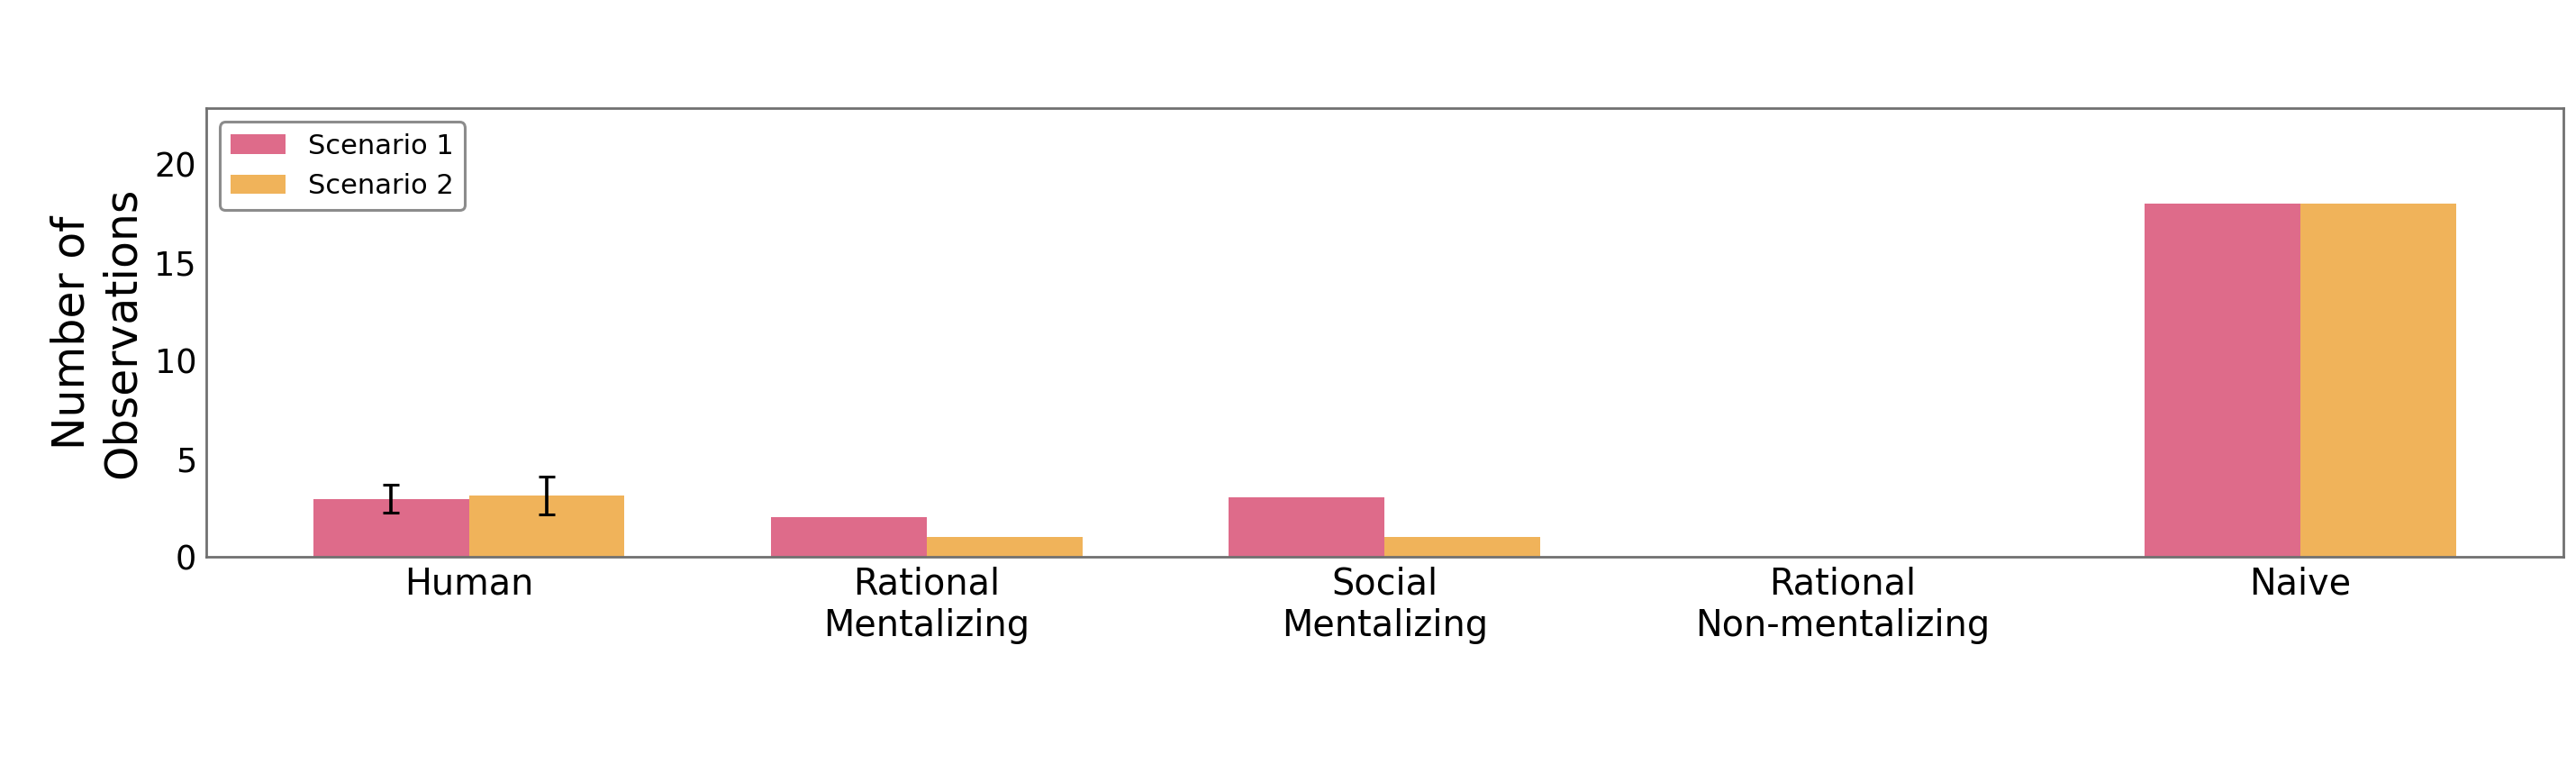 Number of
Observations
20
15
10
5
0
Scenario 1
Scenario 2
Human
Rational
Mentalizing
Social
Mentalizing
Rational
Non-mentalizing
Naive